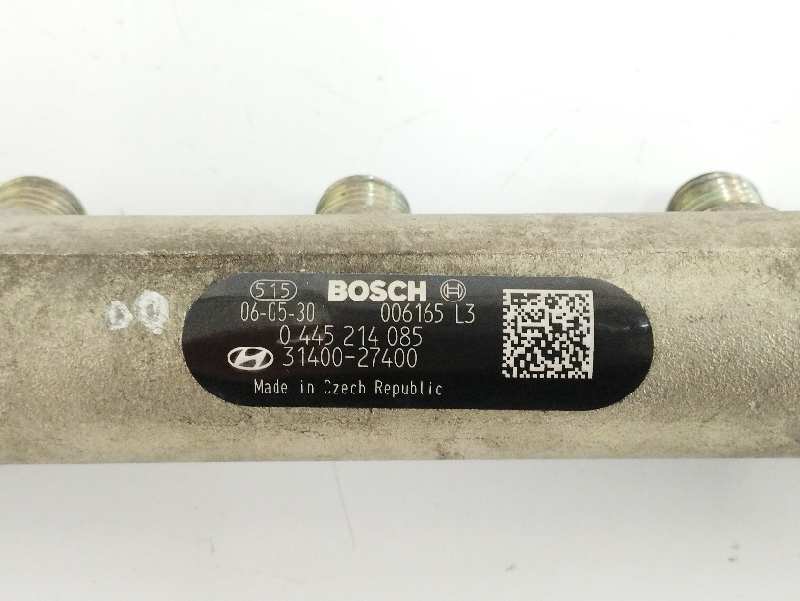 515 BOSCH
06-05-30 006165 L3
0 445 214 085
31400-27400
Made in Czech Republic